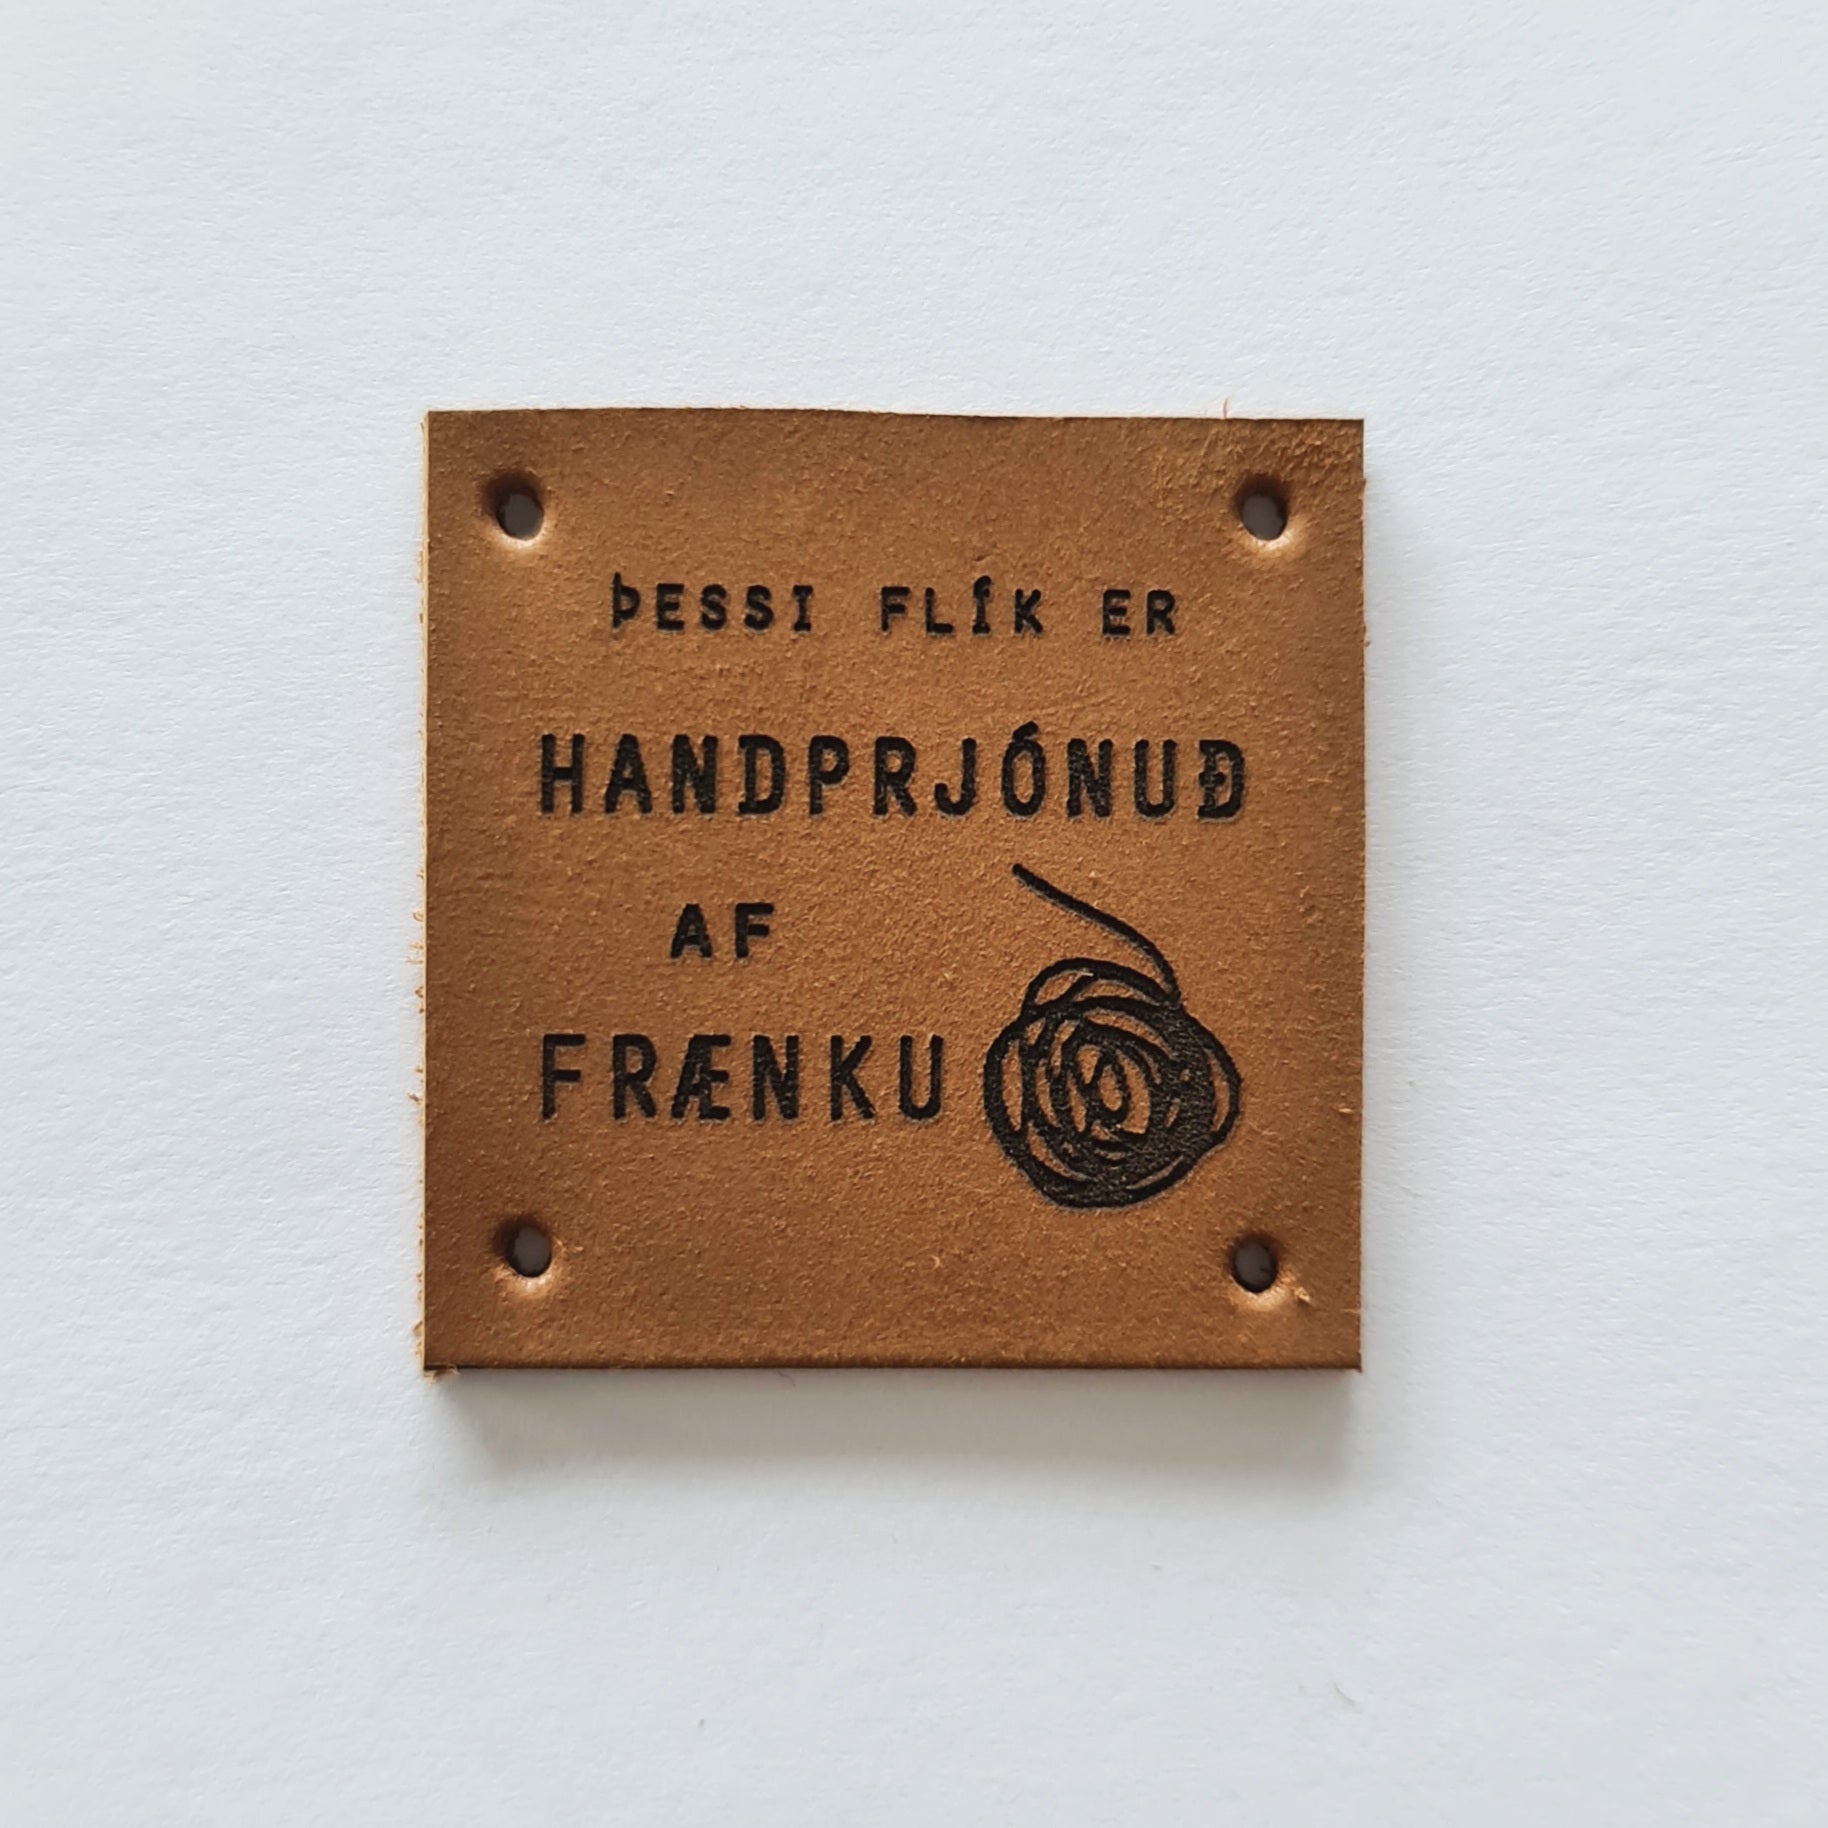 ÞESSI FLÍK ER
HANDPRJÓNUÐ
AF
FRÆNKU